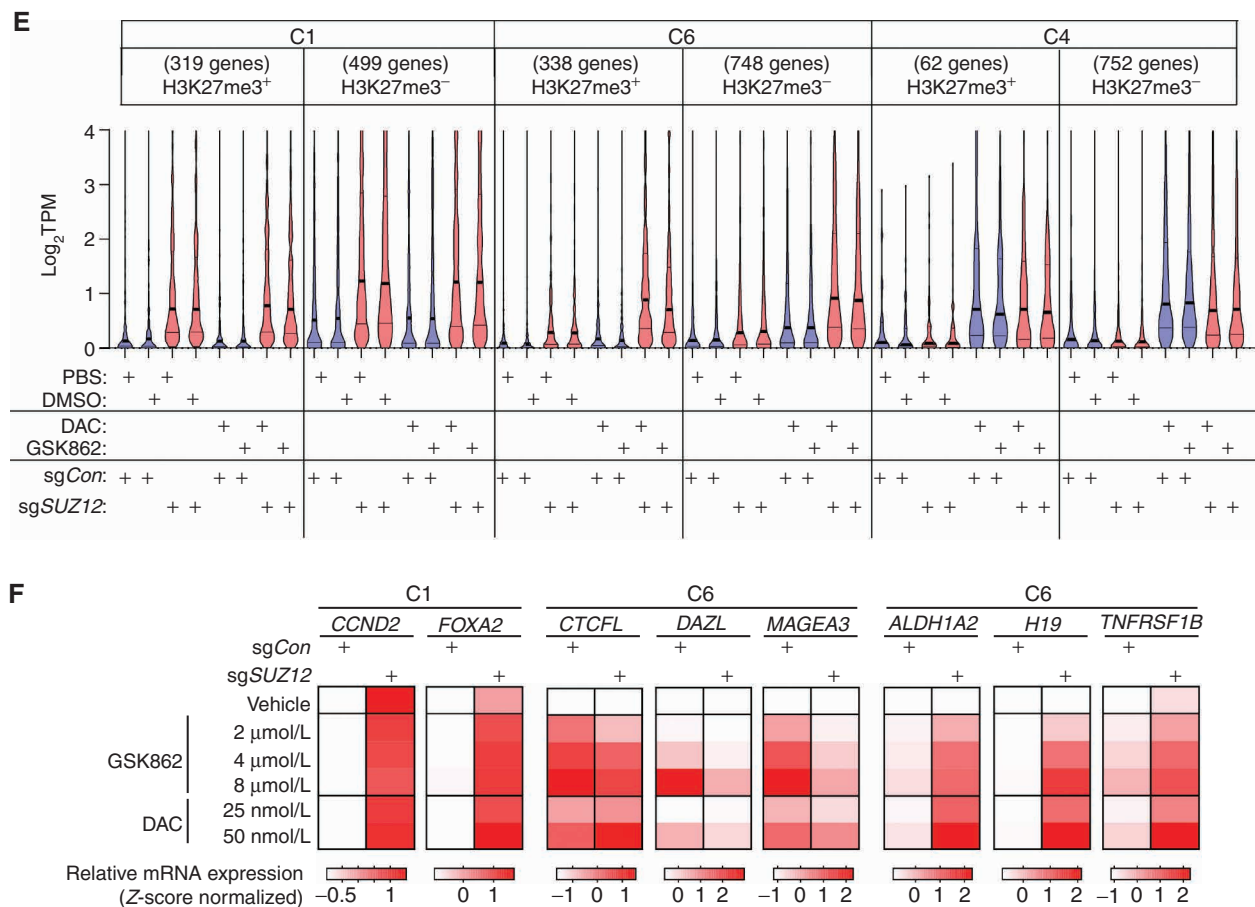 E
C1 C6 C4
(319 genes) (499 genes) (338 genes) (748 genes) (62 genes) (752 genes)
H3K27me3⁺ H3K27me3⁻ H3K27me3⁺ H3K27me3⁻ H3K27me3⁺ H3K27me3⁻
Log₂TPM
4
3
2
1
0
PBS: + + + + + + + + + + + +
DMSO: + + + + + + + + + + + +
DAC: + + + + + + + + + + + +
GSK862: + + + + + + + + + + + +
sgCon: + + + + + + + + + + + + + + + + + + + + + + + +
sgSUZ12: + + + + + + + + + + + + + + + + + + + + + + + +
F
C1 C6 C6
CCND2 FOXA2 CTCFL DAZL MAGEA3 ALDH1A2 H19 TNFRSF1B
sgCon + + + + + + + +
sgSUZ12 + + + + + + + +
Vehicle
GSK862
2 μmol/L
4 μmol/L
8 μmol/L
DAC
25 nmol/L
50 nmol/L
Relative mRNA expression
(Z-score normalized)
−0.5 1 0 1 −1 0 1 0 1 2 −1 0 1 2 0 1 2 0 1 2 −1 0 1 2